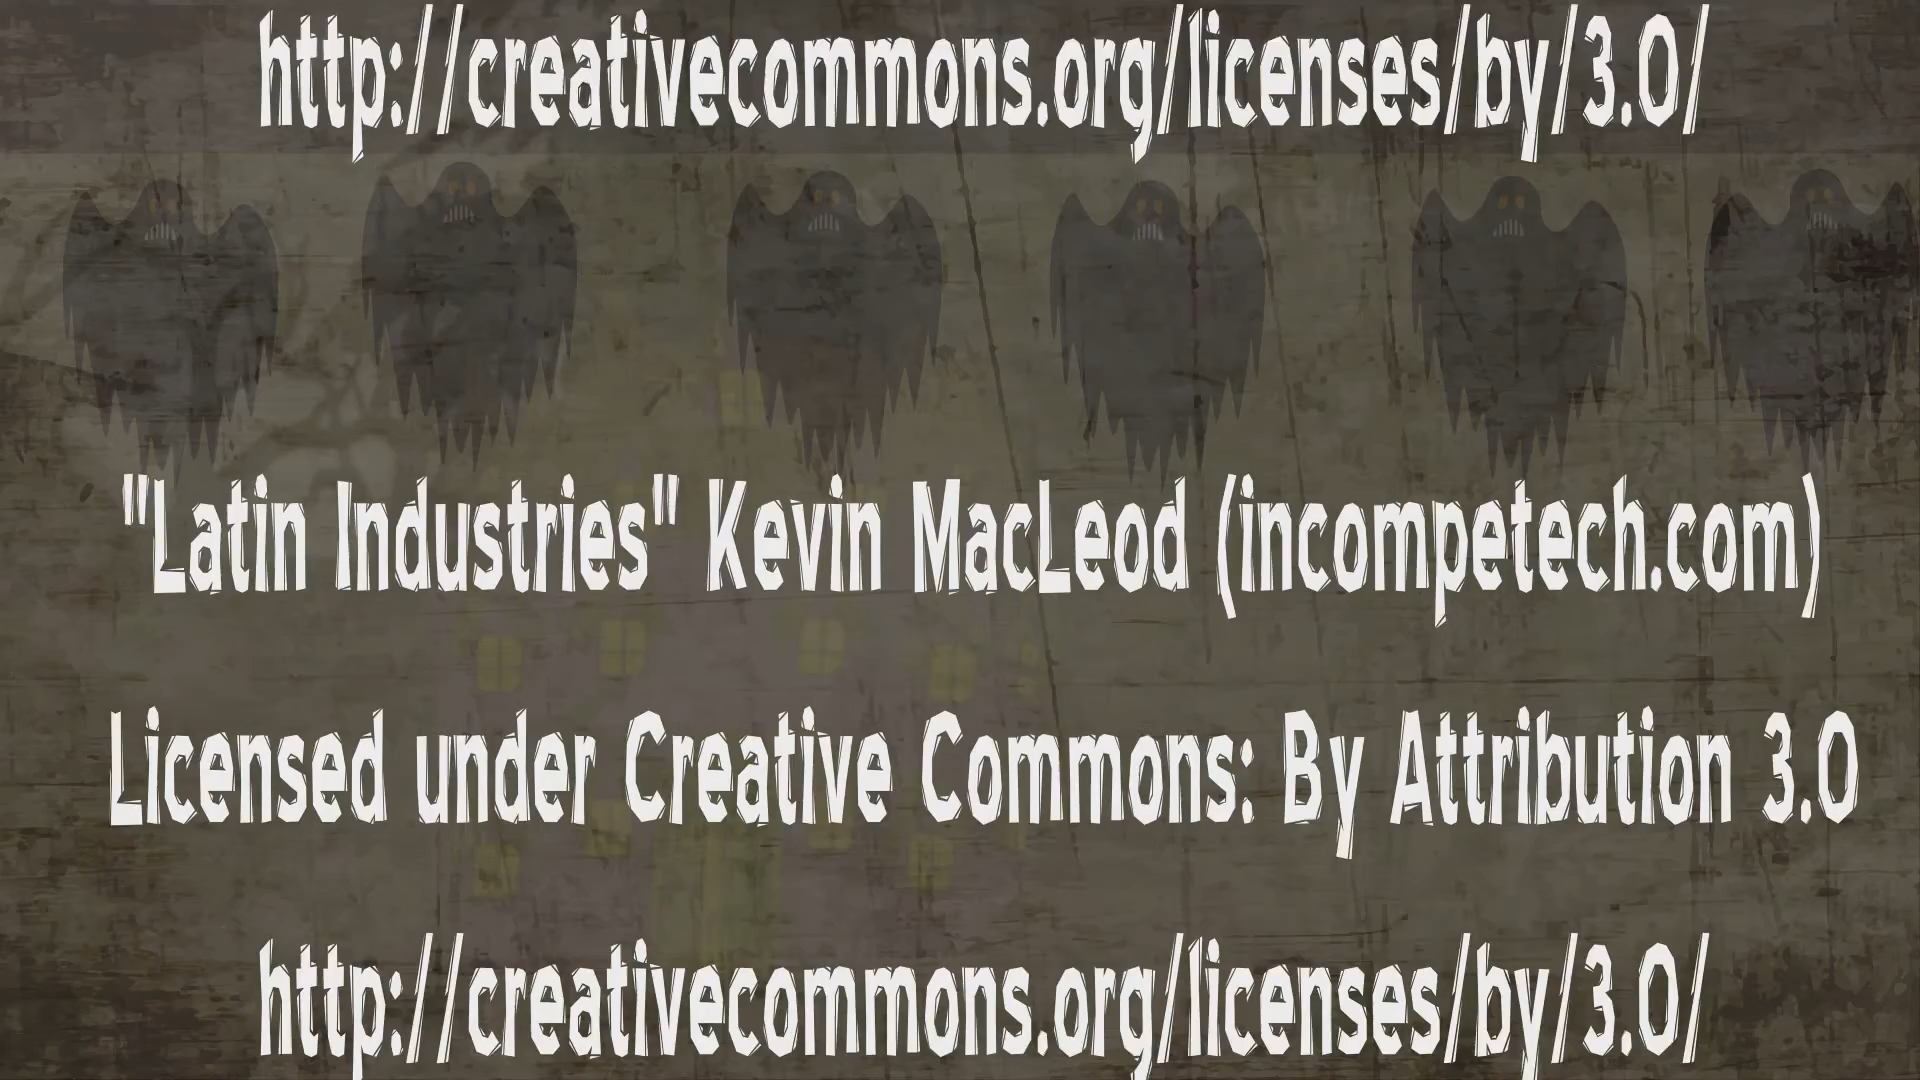 http://creativecommons.org/licenses/by/3.0/
"Latin Industries" Kevin MacLeod (incompetech.com)
Licensed under Creative Commons: By Attribution 3.0
http://creativecommons.org/licenses/by/3.0/